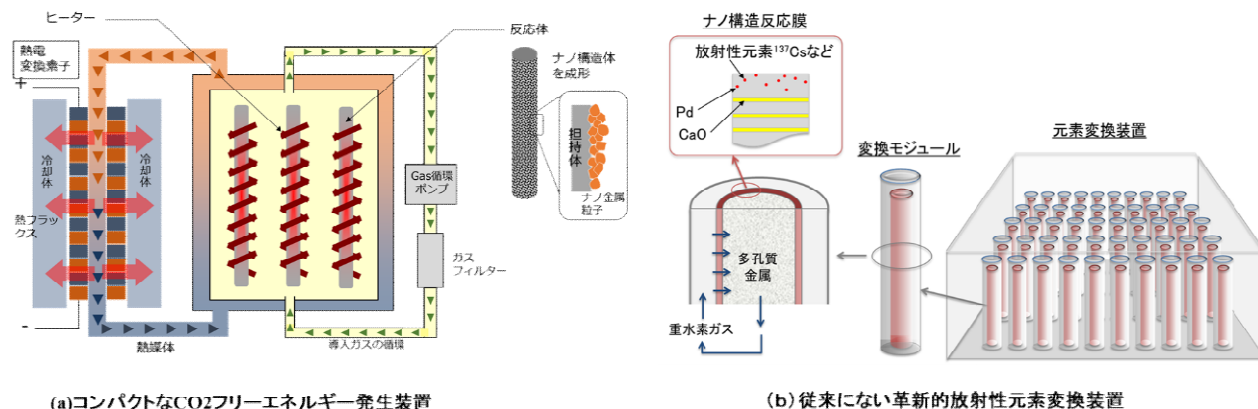 ヒーター
熱電
変換素子
+
冷却体
冷却体
熱フラッ
クス
-
熱媒体
反応体
Gas循環
ポンプ
ガス
フィルター
導入ガスの循環
ナノ構造体
を成形
担持体
ナノ金属
粒子
(a)コンパクトなCO2フリーエネルギー発生装置
ナノ構造反応膜
放射性元素¹³⁷Csなど
Pd
CaO
多孔質
金属
重水素ガス
変換モジュール
元素変換装置
(b)従来にない革新的放射性元素変換装置